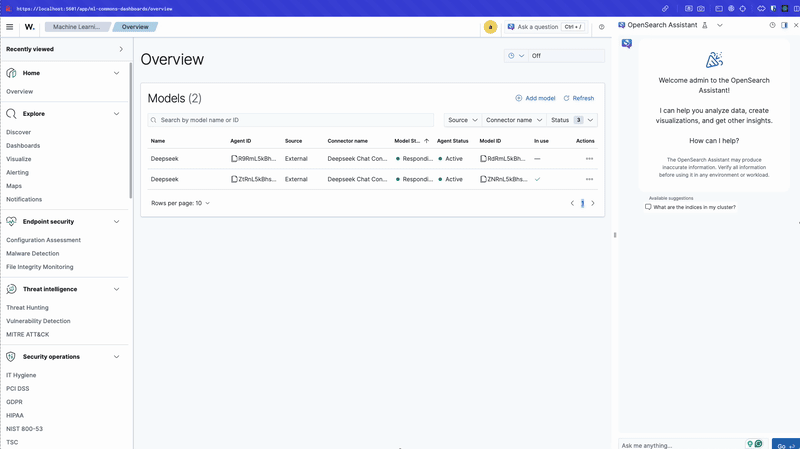 https://localhost:5601/app/ml-commons-dashboards/overview
W.
Machine Learni...
Overview
a
Ask a question
Ctrl + /
OpenSearch Assistant
Recently viewed
Home
Overview
Explore
Discover
Dashboards
Visualize
Alerting
Maps
Notifications
Endpoint security
Configuration Assessment
Malware Detection
File Integrity Monitoring
Threat intelligence
Threat Hunting
Vulnerability Detection
MITRE ATT&CK
Security operations
IT Hygiene
PCI DSS
GDPR
HIPAA
NIST 800-53
TSC
Overview
Off
Models (2)
Add model
Refresh
Search by model name or ID
Source
Connector name
Status 3
Name Agent ID Source Connector name Model St... Agent Status Model ID In use Actions
Deepseek R9RmL5kBh... External Deepseek Chat Con... Respondi... Active RdRmL5kBh... —
Deepseek ZtRnL5kBhs... External Deepseek Chat Con... Respondi... Active ZNRnL5kBhs...
Rows per page: 10
1
Welcome admin to the OpenSearch
Assistant!
I can help you analyze data, create
visualizations, and get other insights.
How can I help?
The OpenSearch Assistant may produce
inaccurate information. Verify all information
before using it in any environment or workload.
Available suggestions
What are the indices in my cluster?
Ask me anything...
Go